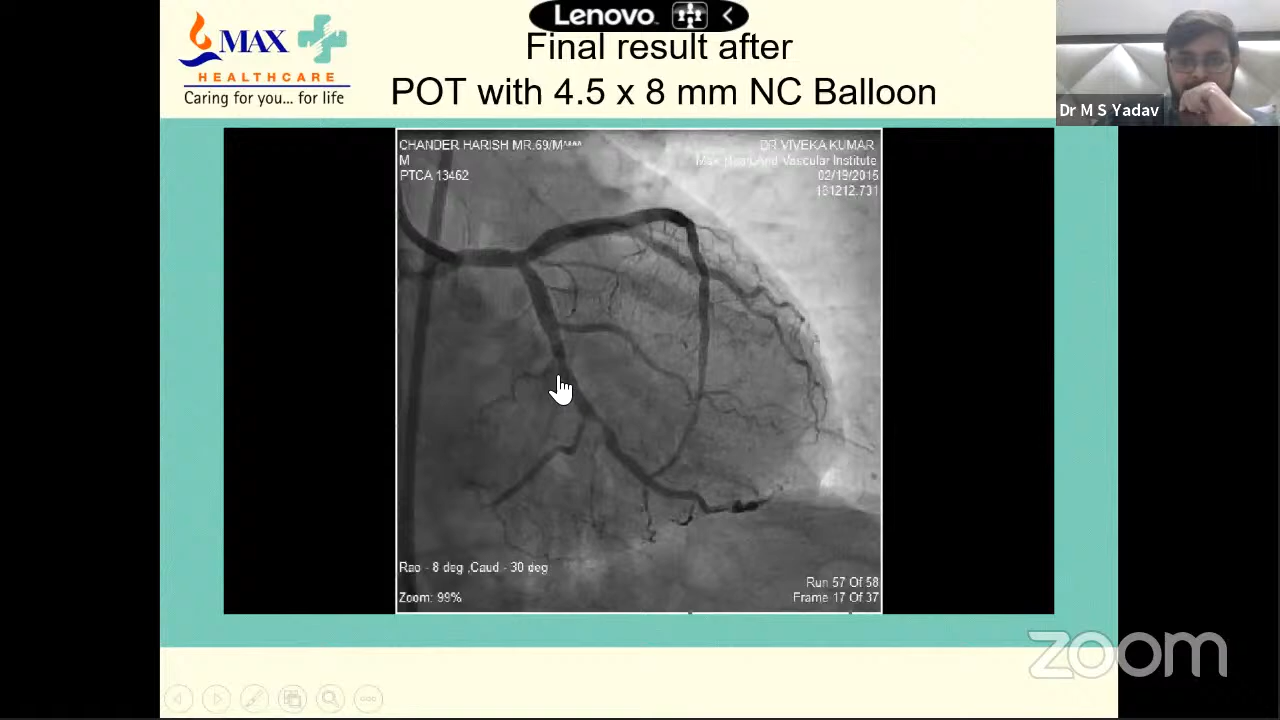 Lenovo
MAX
HEALTHCARE
Caring for you... for life
Final result after
POT with 4.5 x 8 mm NC Balloon
Dr M S Yadav
CHANDER HARISH MR.69/M****
M
PTCA 13462
DR VIVEKA KUMAR
Max Heart And Vascular Institute
02/19/2015
Rao - 8 deg ,Caud - 30 deg
Zoom: 99%
Run 57 Of 58
Frame 17 Of 37
zoom